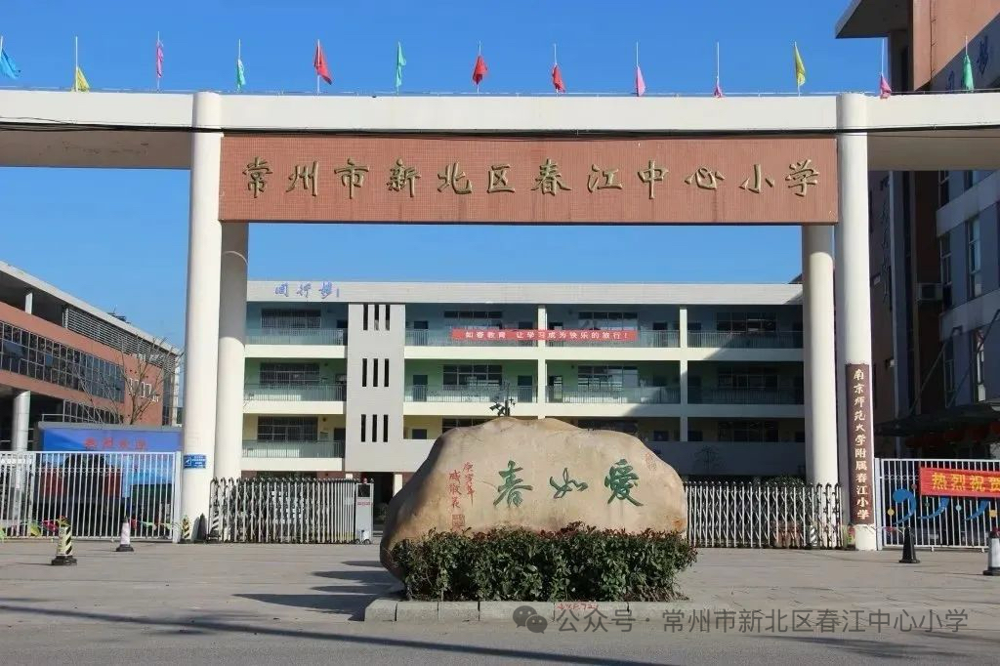 常州市新北区春江中心小学
如春教育 让学习成为快乐的旅行！
南京师范大学附属春江小学
爱如春
热烈祝贺
公众号·常州市新北区春江中心小学